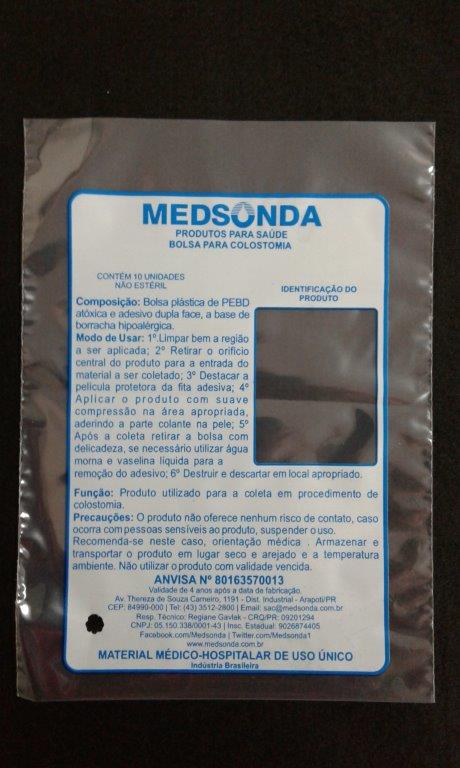 MEDSONDA
PRODUTOS PARA SAÚDE
BOLSA PARA COLOSTOMIA
CONTÉM 10 UNIDADES
NÃO ESTÉRIL
IDENTIFICAÇÃO DO
PRODUTO
Composição: Bolsa plástica de PEBD
atóxica e adesivo dupla face, a base de
borracha hipoalérgica.
Modo de Usar: 1º.Limpar bem a região
a ser aplicada; 2º Retirar o orifício
central do produto para a entrada do
material a ser coletado; 3º Destacar a
película protetora da fita adesiva; 4º
Aplicar o produto com suave
compressão na área apropriada,
aderindo a parte colante na pele; 5º
Após a coleta retirar a bolsa com
delicadeza, se necessário utilizar água
morna e vaselina líquida para a
remoção do adesivo; 6º Destruir e descartar em local apropriado.
Função: Produto utilizado para a coleta em procedimento de
colostomia.
Precauções: O produto não oferece nenhum risco de contato, caso
ocorra com pessoas sensíveis ao produto, suspender o uso.
Recomenda-se neste caso, orientação médica . Armazenar e
transportar o produto em lugar seco e arejado e a temperatura
ambiente. Não utilizar o produto com validade vencida.
ANVISA Nº 80163570013
Validade de 4 anos após a data de fabricação.
Av. Thereza de Souza Carneiro, 1191 - Dist. Industrial - Arapoti/PR
CEP: 84990-000 | Tel: (43) 3512-2800 | Email: sac@medsonda.com.br
Resp. Técnico: Regiane Gavlak - CRQ/PR: 09201294
CNPJ: 05.150.338/0001-43 | Insc. Estadual: 9026874405
Facebook.com/Medsonda | Twitter.com/Medsonda1
www.medsonda.com.br
MATERIAL MÉDICO-HOSPITALAR DE USO ÚNICO
Indústria Brasileira